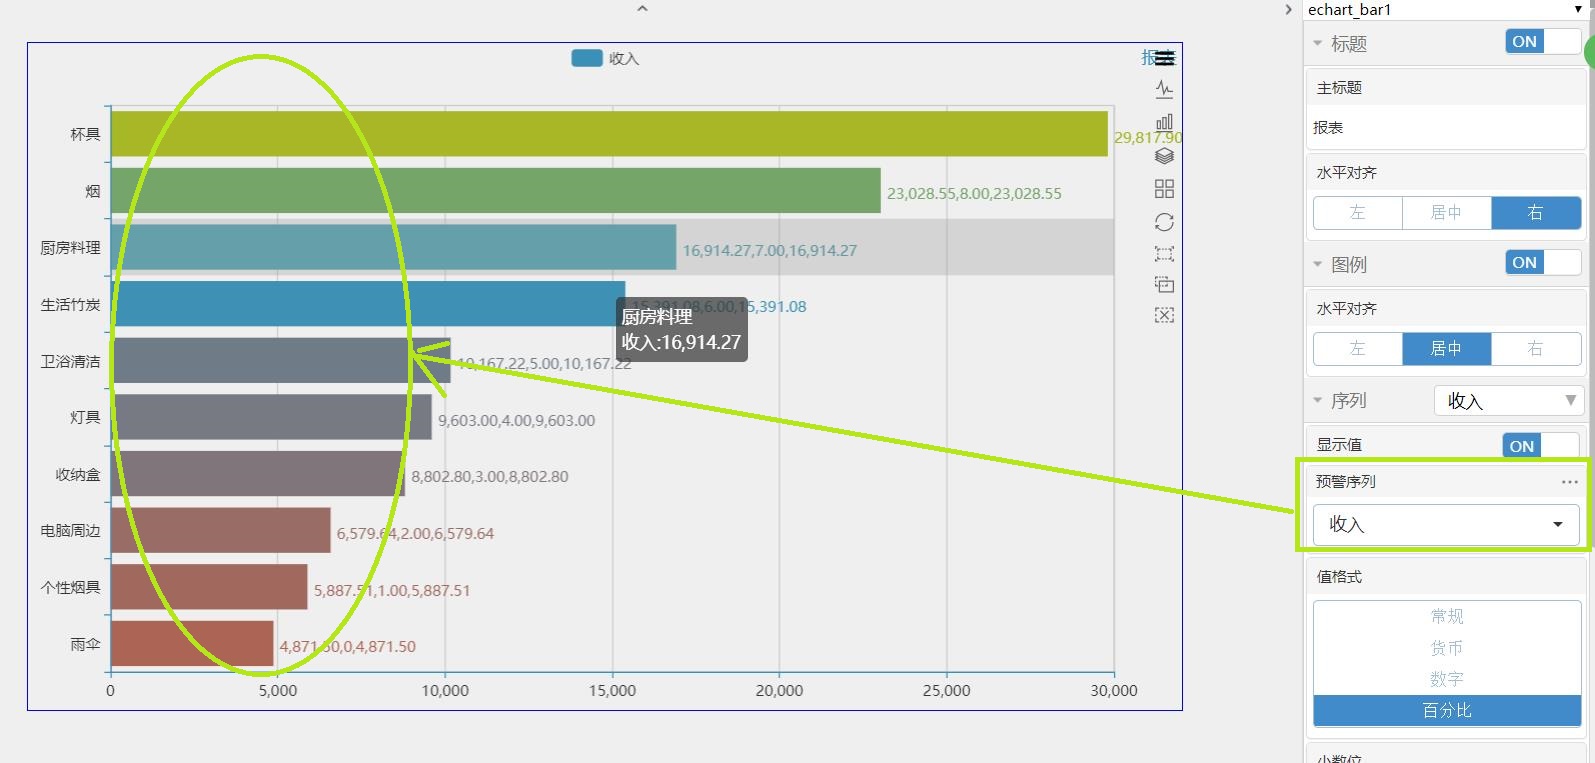 echart_bar1
收入
报表
杯具
29,817.90
烟
23,028.55,8.00,23,028.55
厨房料理
16,914.27,7.00,16,914.27
生活竹炭
15,391.08,6.00,15,391.08
厨房料理
收入:16,914.27
卫浴清洁
10,167.22,5.00,10,167.22
灯具
9,603.00,4.00,9,603.00
收纳盒
8,802.80,3.00,8,802.80
电脑周边
6,579.64,2.00,6,579.64
个性烟具
5,887.51,1.00,5,887.51
雨伞
4,871.50,0,4,871.50
0 5,000 10,000 15,000 20,000 25,000 30,000
标题 ON
主标题
报表
水平对齐
左 居中 右
图例 ON
水平对齐
左 居中 右
序列 收入
显示值 ON
预警序列 ...
收入
值格式
常规
货币
数字
百分比
小数位